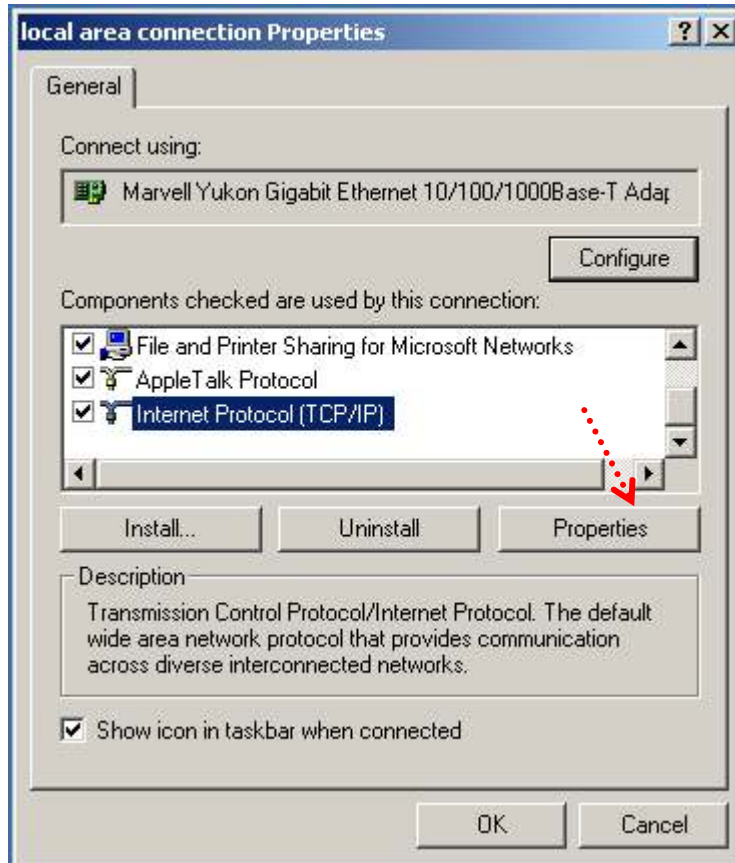 local area connection Properties
General
Connect using:
Marvell Yukon Gigabit Ethernet 10/100/1000Base-T Adap
Configure
Components checked are used by this connection:
File and Printer Sharing for Microsoft Networks
AppleTalk Protocol
Internet Protocol (TCP/IP)
Install...
Uninstall
Properties
Description
Transmission Control Protocol/Internet Protocol. The default
wide area network protocol that provides communication
across diverse interconnected networks.
Show icon in taskbar when connected
OK
Cancel